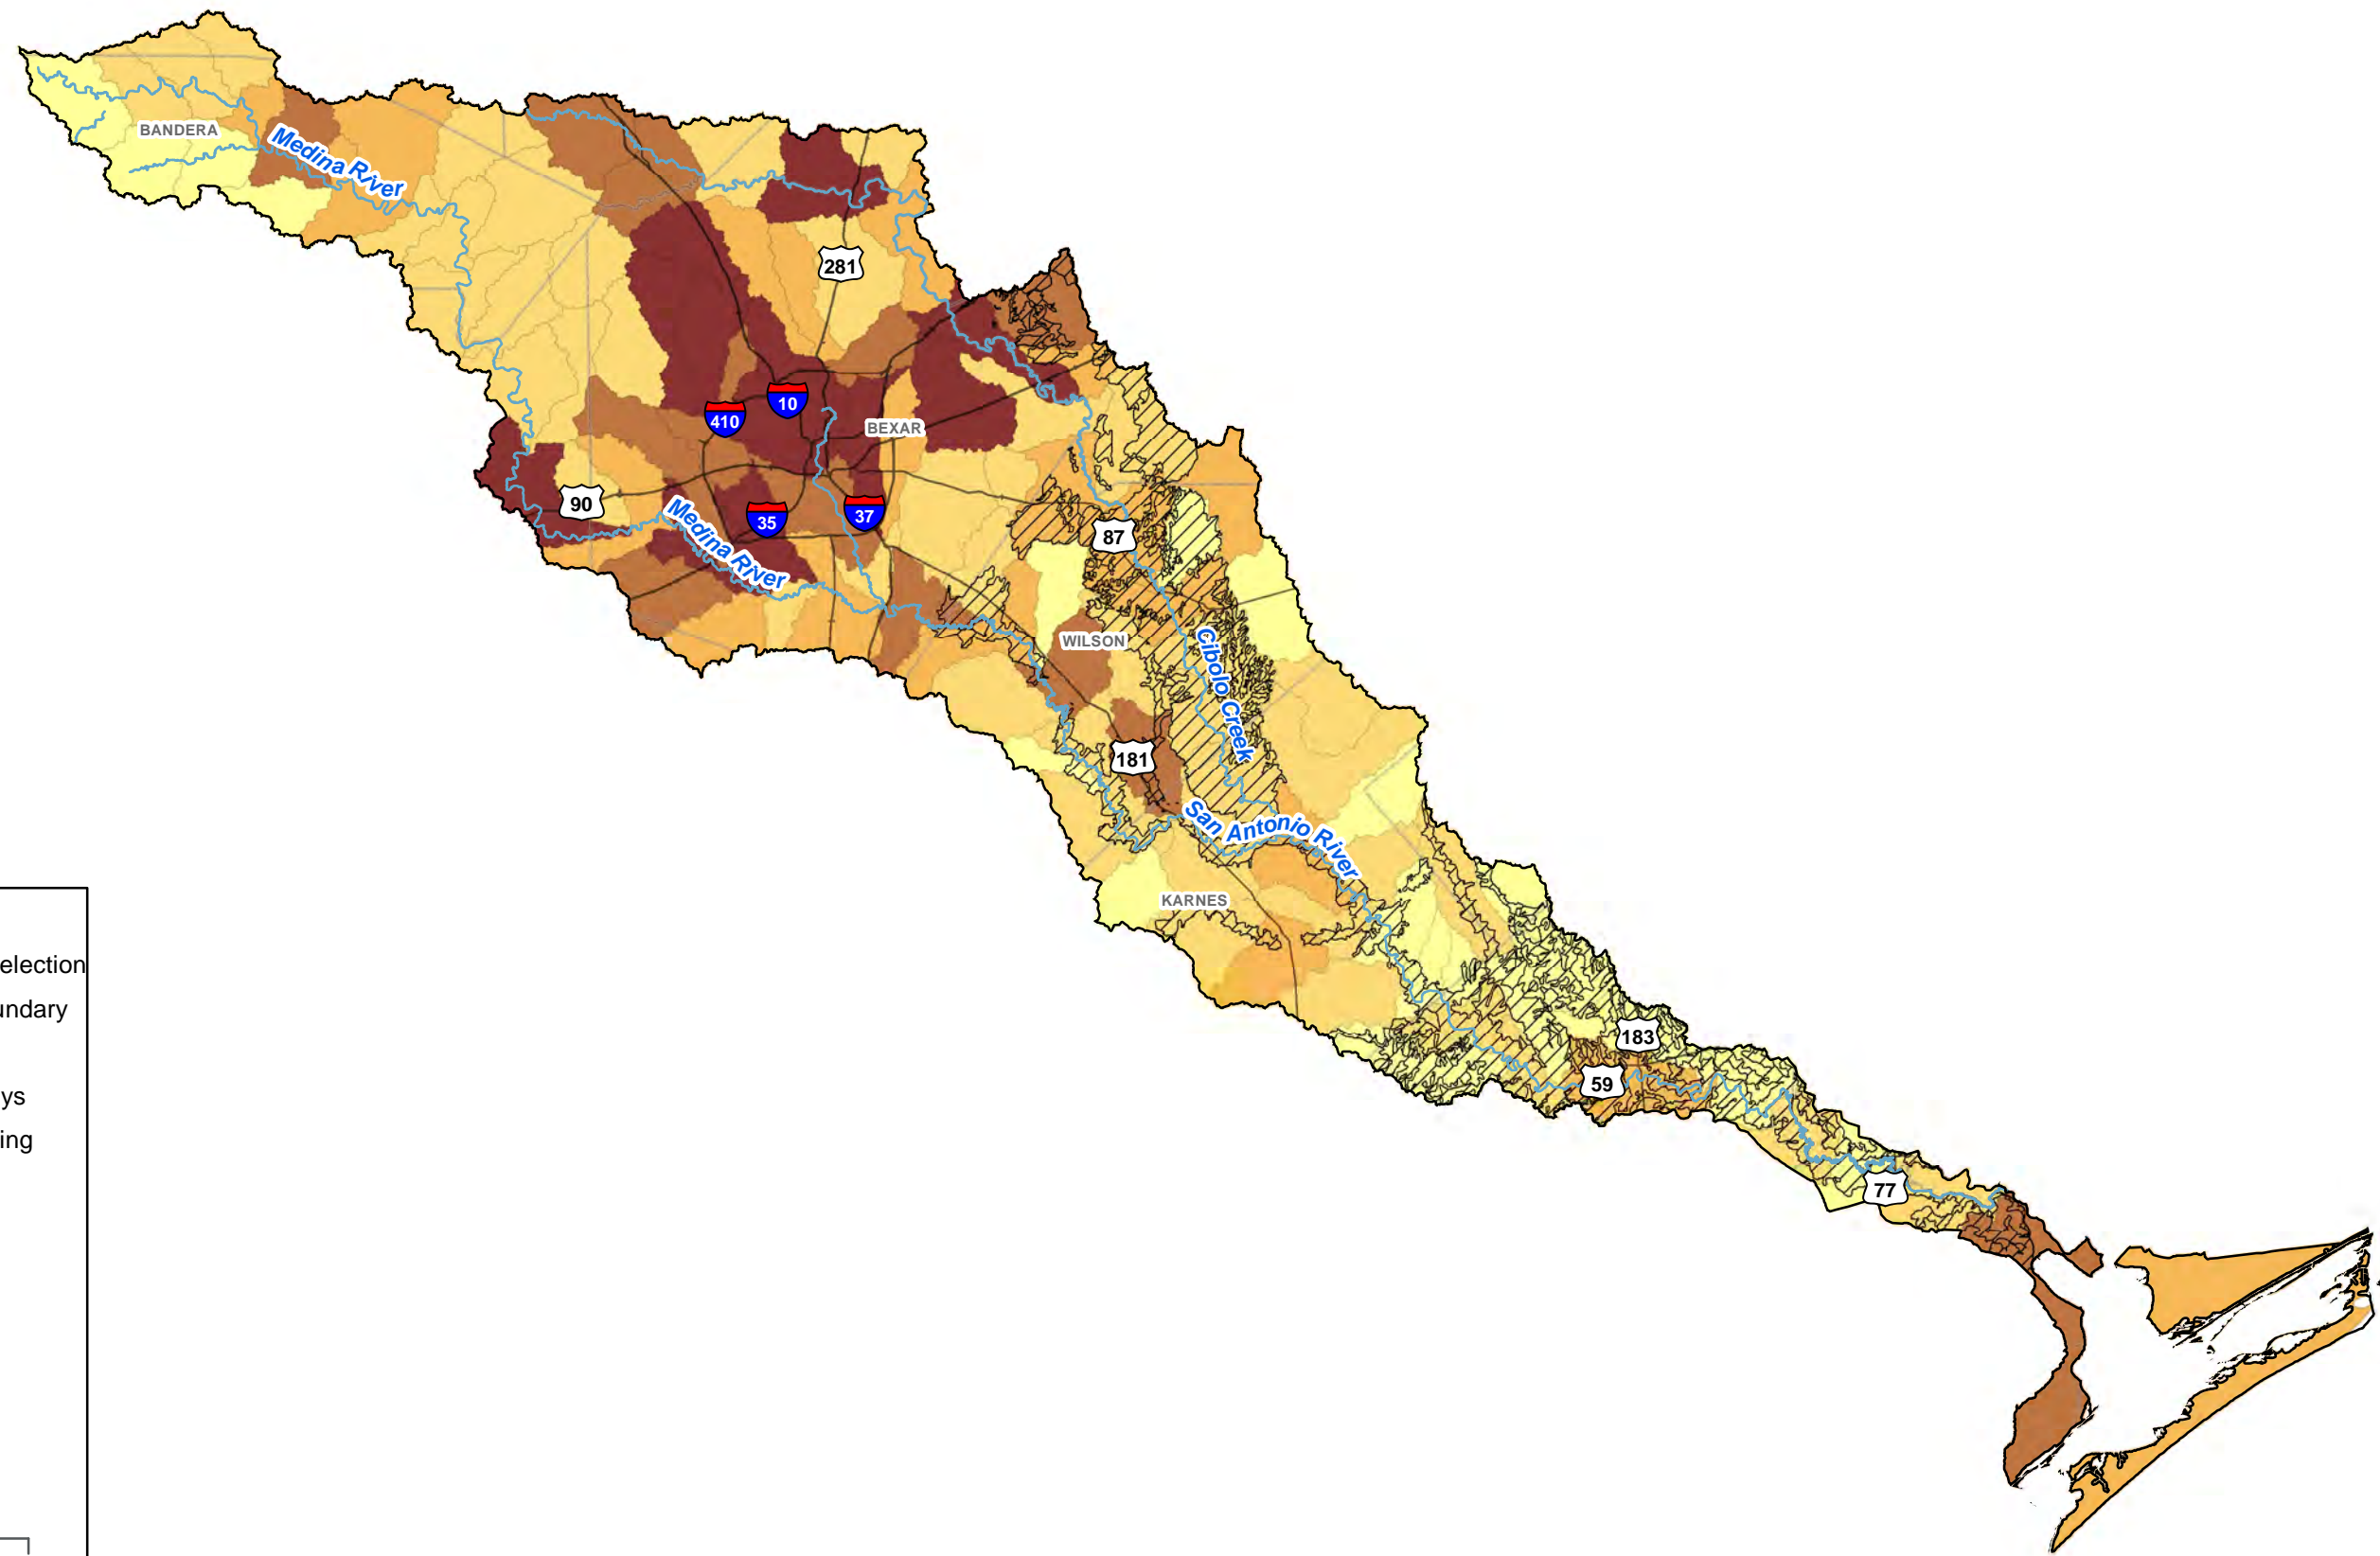 BANDERA
Medina River
281
10
410
BEXAR
90
Medina River
35
37
87
WILSON
Cibolo Creek
181
San Antonio River
KARNES
election
undary
ys
ing
183
59
77